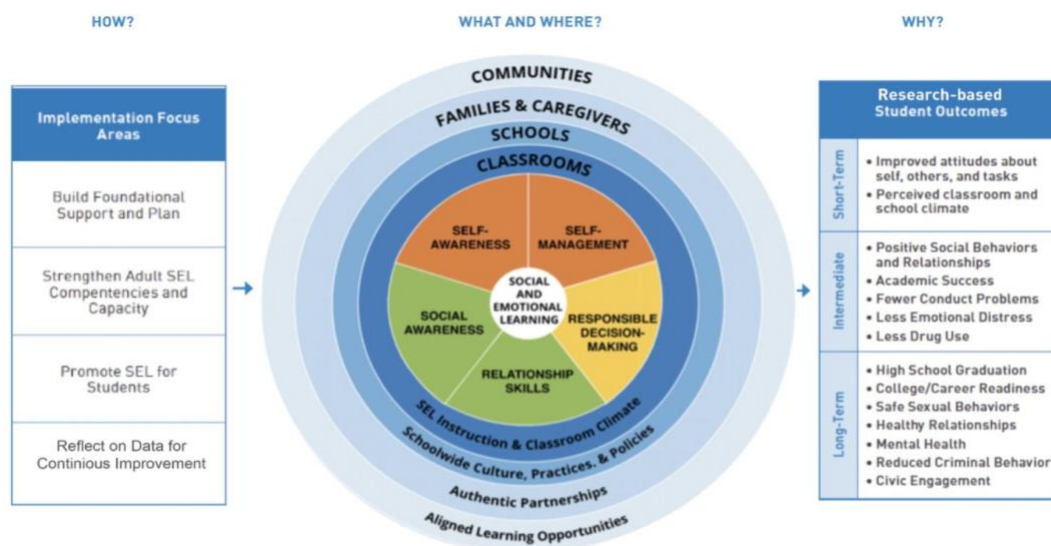 HOW?
WHAT AND WHERE?
WHY?
Implementation Focus
Areas
Build Foundational
Support and Plan
Strengthen Adult SEL
Compentencies and
Capacity
Promote SEL for
Students
Reflect on Data for
Continious Improvement
COMMUNITIES
FAMILIES & CAREGIVERS
SCHOOLS
CLASSROOMS
SELF-
AWARENESS
SELF-
MANAGEMENT
SOCIAL
AND
EMOTIONAL
LEARNING
SOCIAL
AWARENESS
RESPONSIBLE
DECISION-
MAKING
RELATIONSHIP
SKILLS
SEL Instruction & Classroom Climate
Schoolwide Culture, Practices. & Policies
Authentic Partnerships
Aligned Learning Opportunities
Research-based
Student Outcomes
Short-Term
• Improved attitudes about
self, others, and tasks
• Perceived classroom and
school climate
Intermediate
• Positive Social Behaviors
and Relationships
• Academic Success
• Fewer Conduct Problems
• Less Emotional Distress
• Less Drug Use
Long-Term
• High School Graduation
• College/Career Readiness
• Safe Sexual Behaviors
• Healthy Relationships
• Mental Health
• Reduced Criminal Behavior
• Civic Engagement